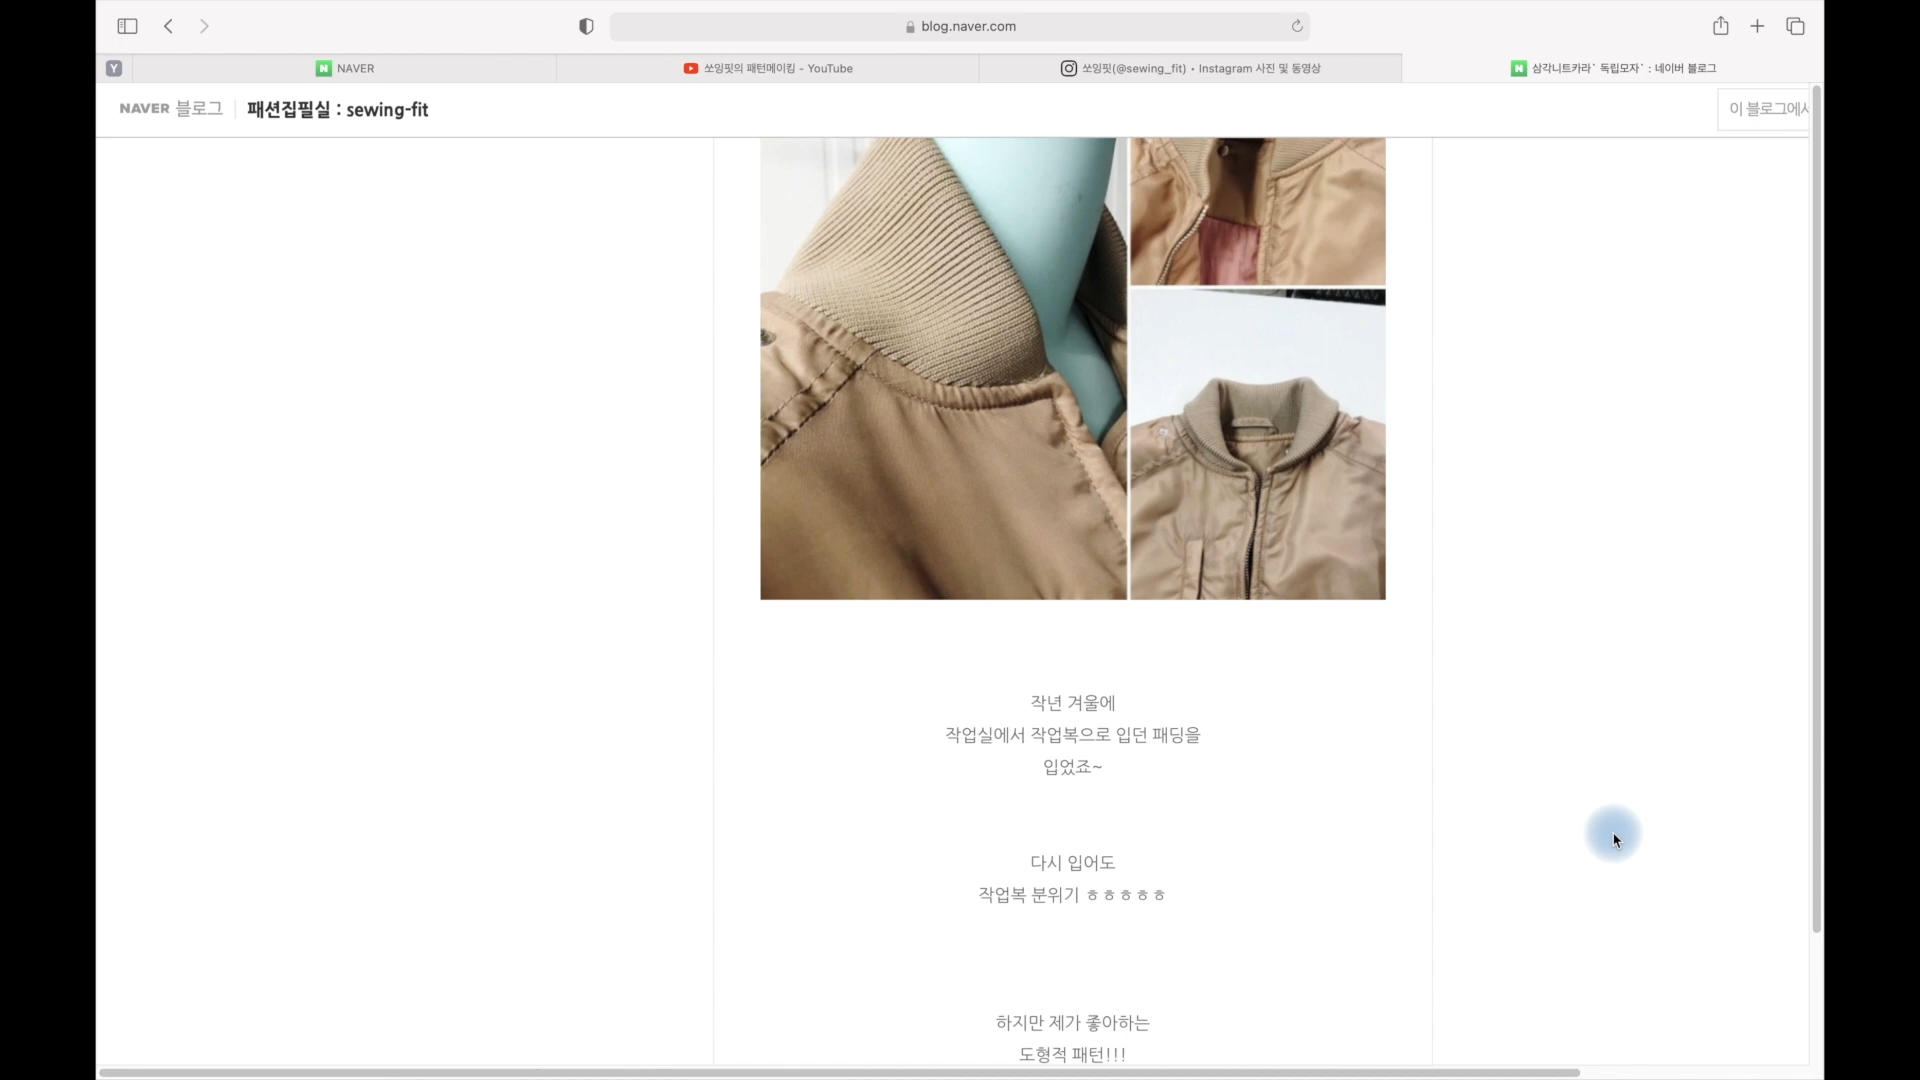 blog.naver.com
Y
N NAVER
쏘잉핏의 패턴메이킹 - YouTube
쏘잉핏(@sewing_fit) • Instagram 사진 및 동영상
N 삼각니트카라` 독립모자` : 네이버 블로그
NAVER 블로그
패션집필실 : sewing-fit
이 블로그에서
작년 겨울에
작업실에서 작업복으로 입던 패딩을
입었죠~
다시 입어도
작업복 분위기 ㅎㅎㅎㅎㅎ
하지만 제가 좋아하는
도형적 패턴!!!